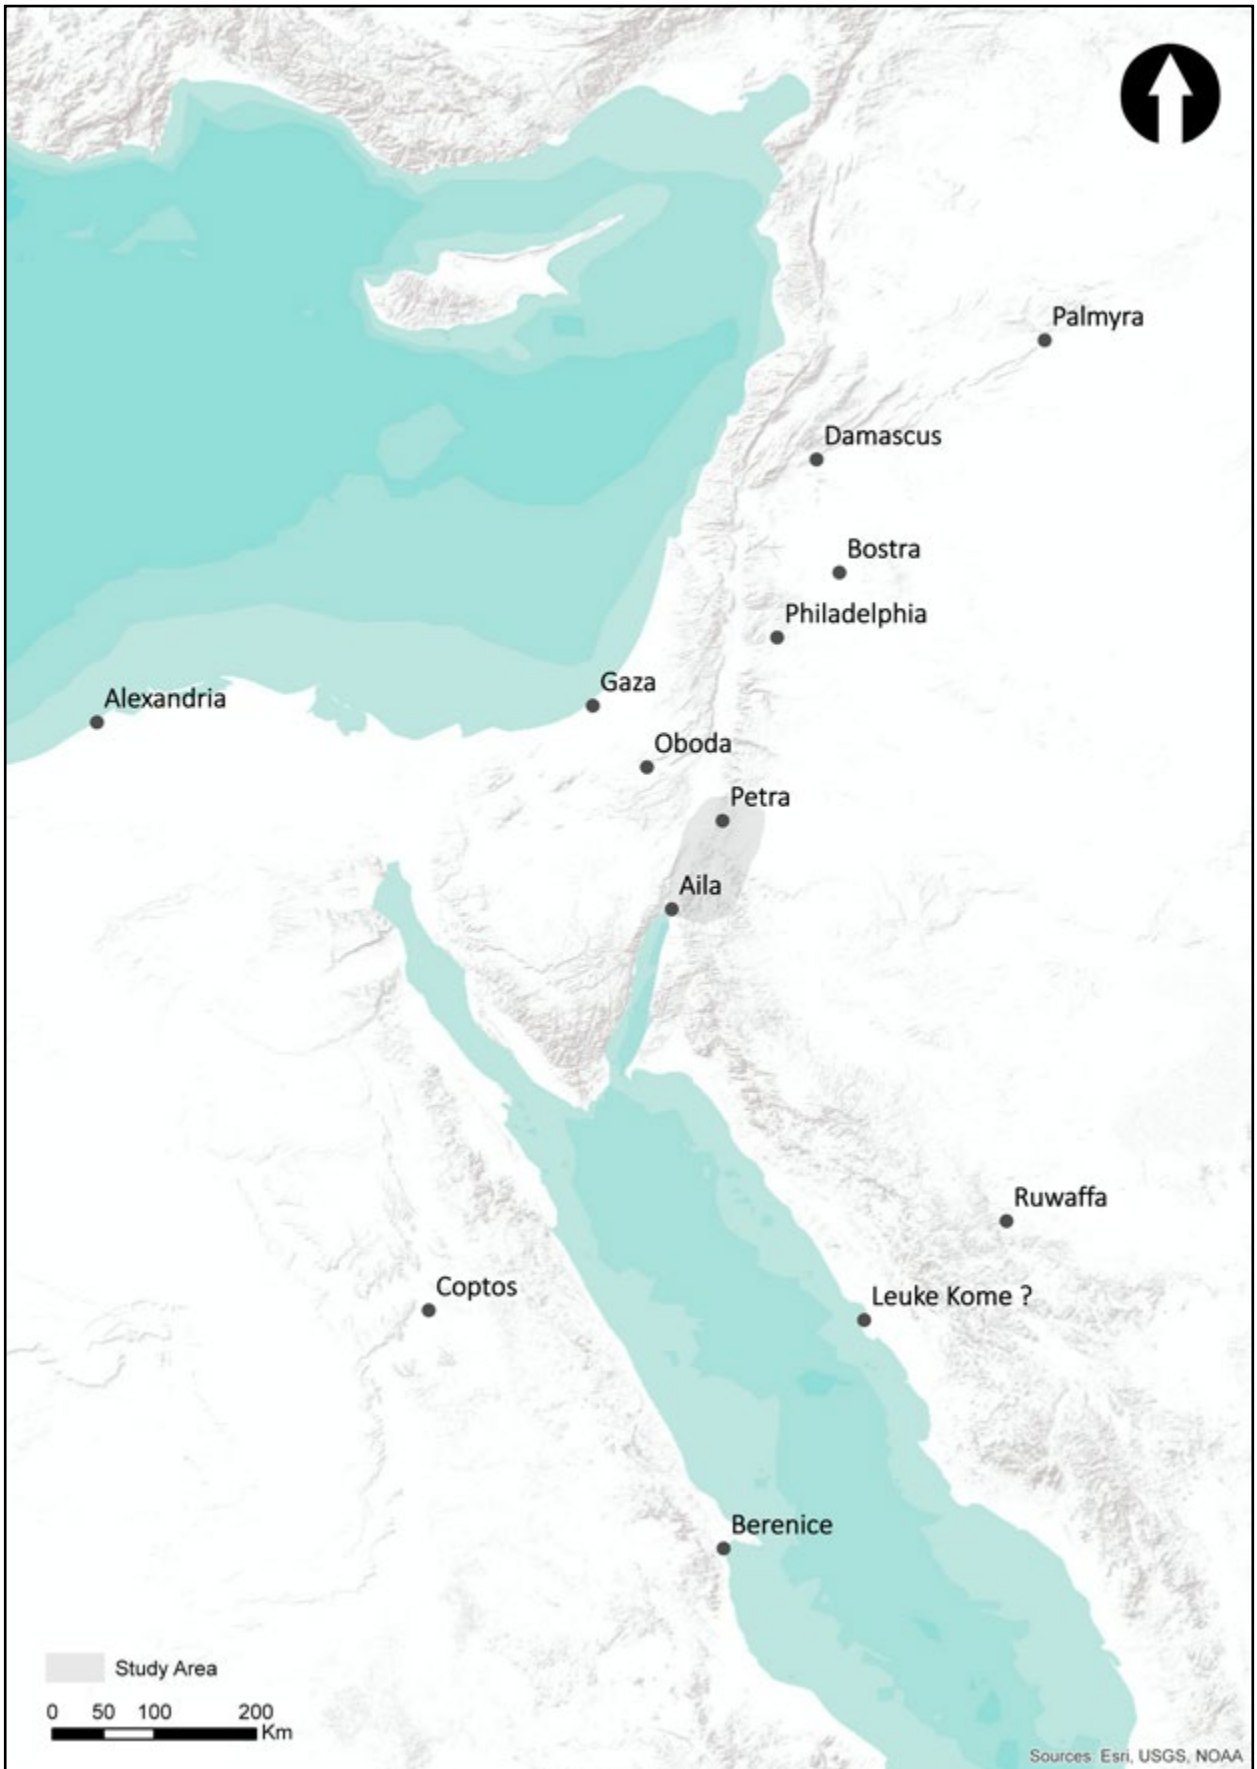 Palmyra
Damascus
Bostra
Philadelphia
Gaza
Alexandria
Oboda
Petra
Aila
Ruwaffa
Coptos
Leuke Kome ?
Berenice
Study Area
0 50 100 200
Km
Sources: Esri, USGS, NOAA